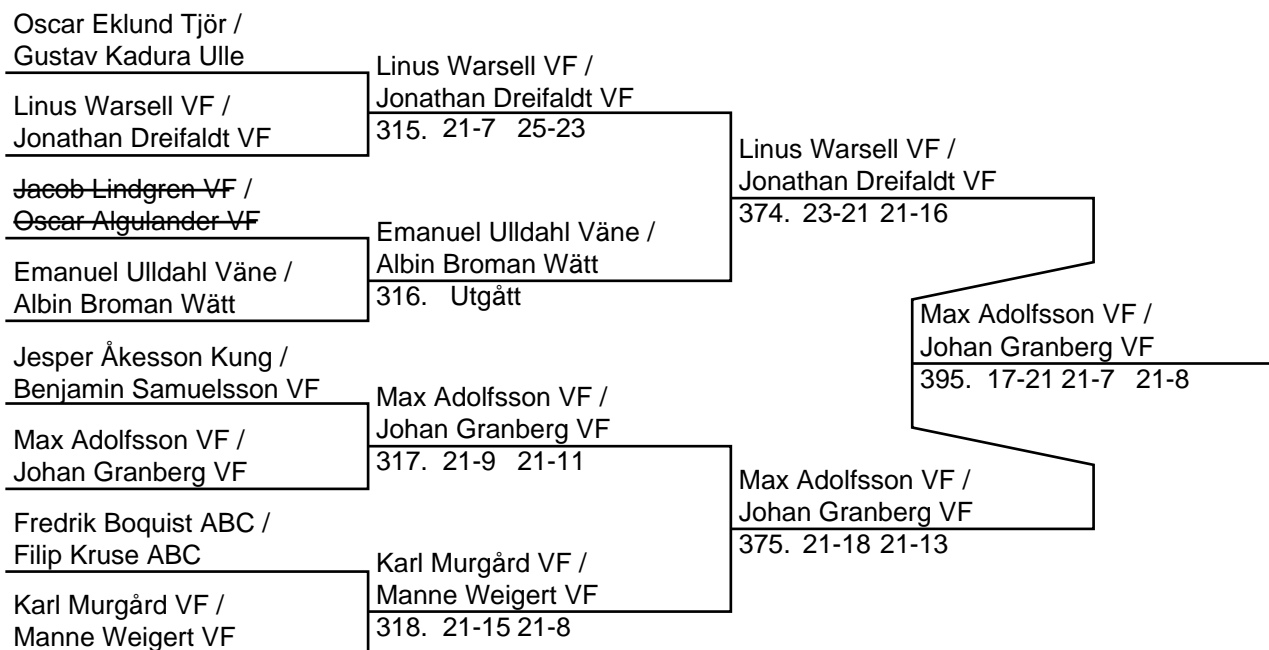 Oscar Eklund Tjör /
Gustav Kadura Ulle
Linus Warsell VF /
Jonathan Dreifaldt VF
Jacob Lindgren VF /
Oscar Algulander VF
Emanuel Ulldahl Väne /
Albin Broman Wätt
Jesper Åkesson Kung /
Benjamin Samuelsson VF
Max Adolfsson VF /
Johan Granberg VF
Fredrik Boquist ABC /
Filip Kruse ABC
Karl Murgård VF /
Manne Weigert VF
Linus Warsell VF /
Jonathan Dreifaldt VF
315. 21-7 25-23
Emanuel Ulldahl Väne /
Albin Broman Wätt
316. Utgått
Max Adolfsson VF /
Johan Granberg VF
317. 21-9 21-11
Karl Murgård VF /
Manne Weigert VF
318. 21-15 21-8
Linus Warsell VF /
Jonathan Dreifaldt VF
374. 23-21 21-16
Max Adolfsson VF /
Johan Granberg VF
375. 21-18 21-13
Max Adolfsson VF /
Johan Granberg VF
395. 17-21 21-7 21-8